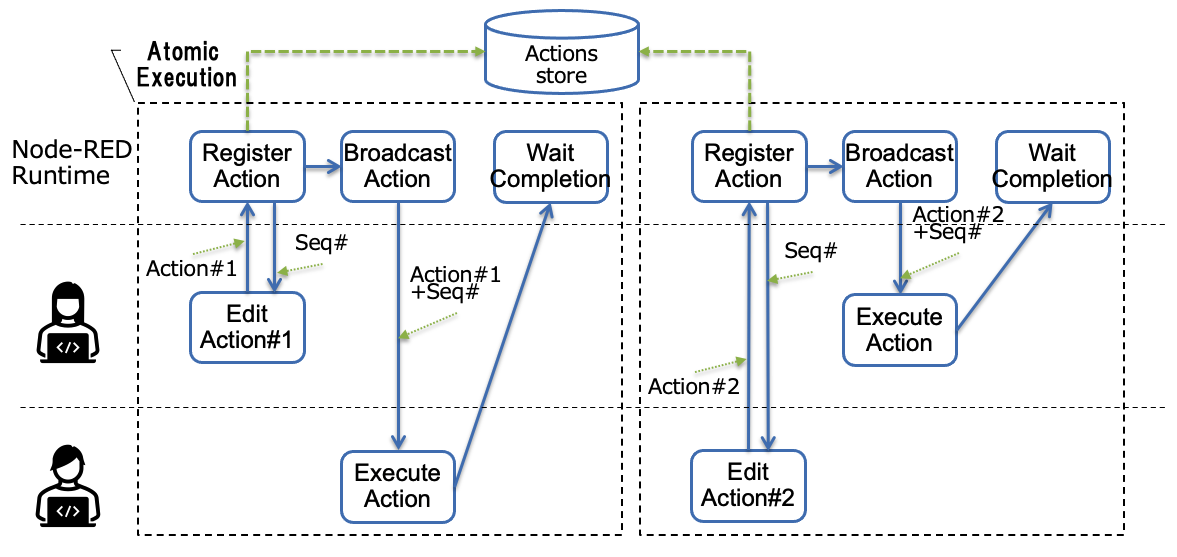 Atomic
Execution
Actions
store
Node-RED
Runtime
Register
Action
Broadcast
Action
Wait
Completion
Register
Action
Broadcast
Action
Wait
Completion
Action#1
Seq#
Action#1
+Seq#
Seq#
Action#2
+Seq#
Edit
Action#1
Execute
Action
Action#2
</>
</>
Execute
Action
Edit
Action#2